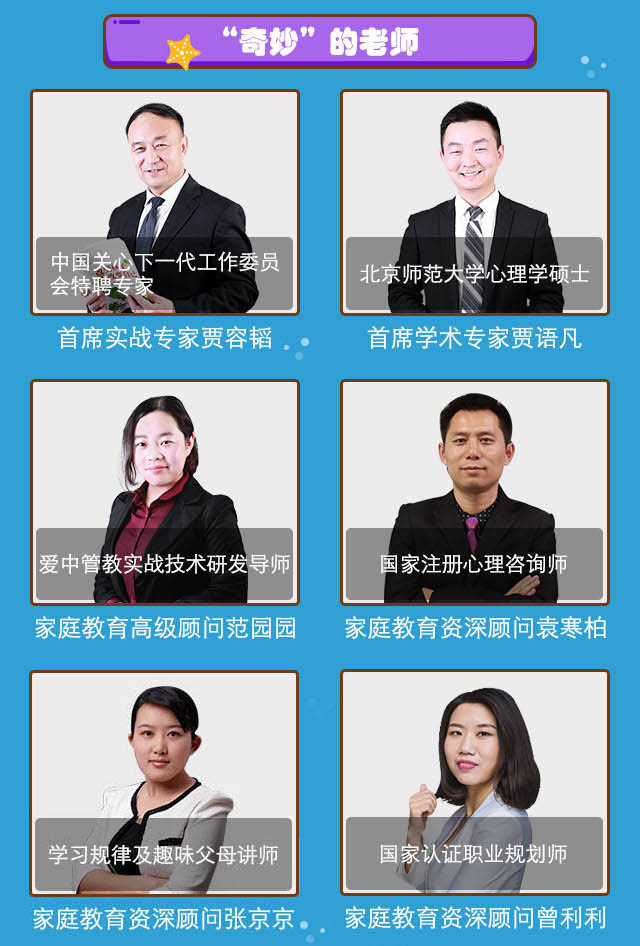 “奇妙”的老师
中国关心下一代工作委员
会特聘专家
首席实战专家贾容韬
北京师范大学心理学硕士
首席学术专家贾语凡
爱中管教实战技术研发导师
家庭教育高级顾问范园园
国家注册心理咨询师
家庭教育资深顾问袁寒柏
学习规律及趣味父母讲师
家庭教育资深顾问张京京
国家认证职业规划师
家庭教育资深顾问曾利利